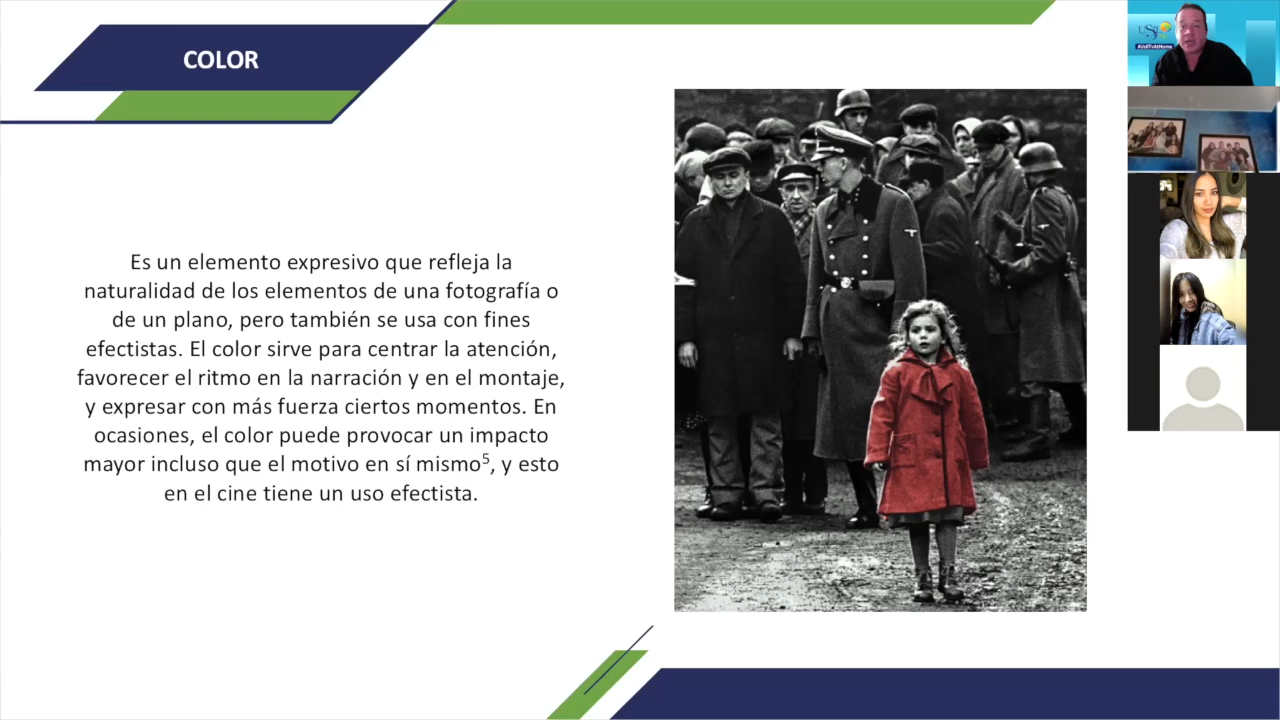 COLOR
Es un elemento expresivo que refleja la
naturalidad de los elementos de una fotografía o
de un plano, pero también se usa con fines
efectistas. El color sirve para centrar la atención,
favorecer el ritmo en la narración y en el montaje,
y expresar con más fuerza ciertos momentos. En
ocasiones, el color puede provocar un impacto
mayor incluso que el motivo en sí mismo⁵, y esto
en el cine tiene un uso efectista.
#UsilTvAtHome